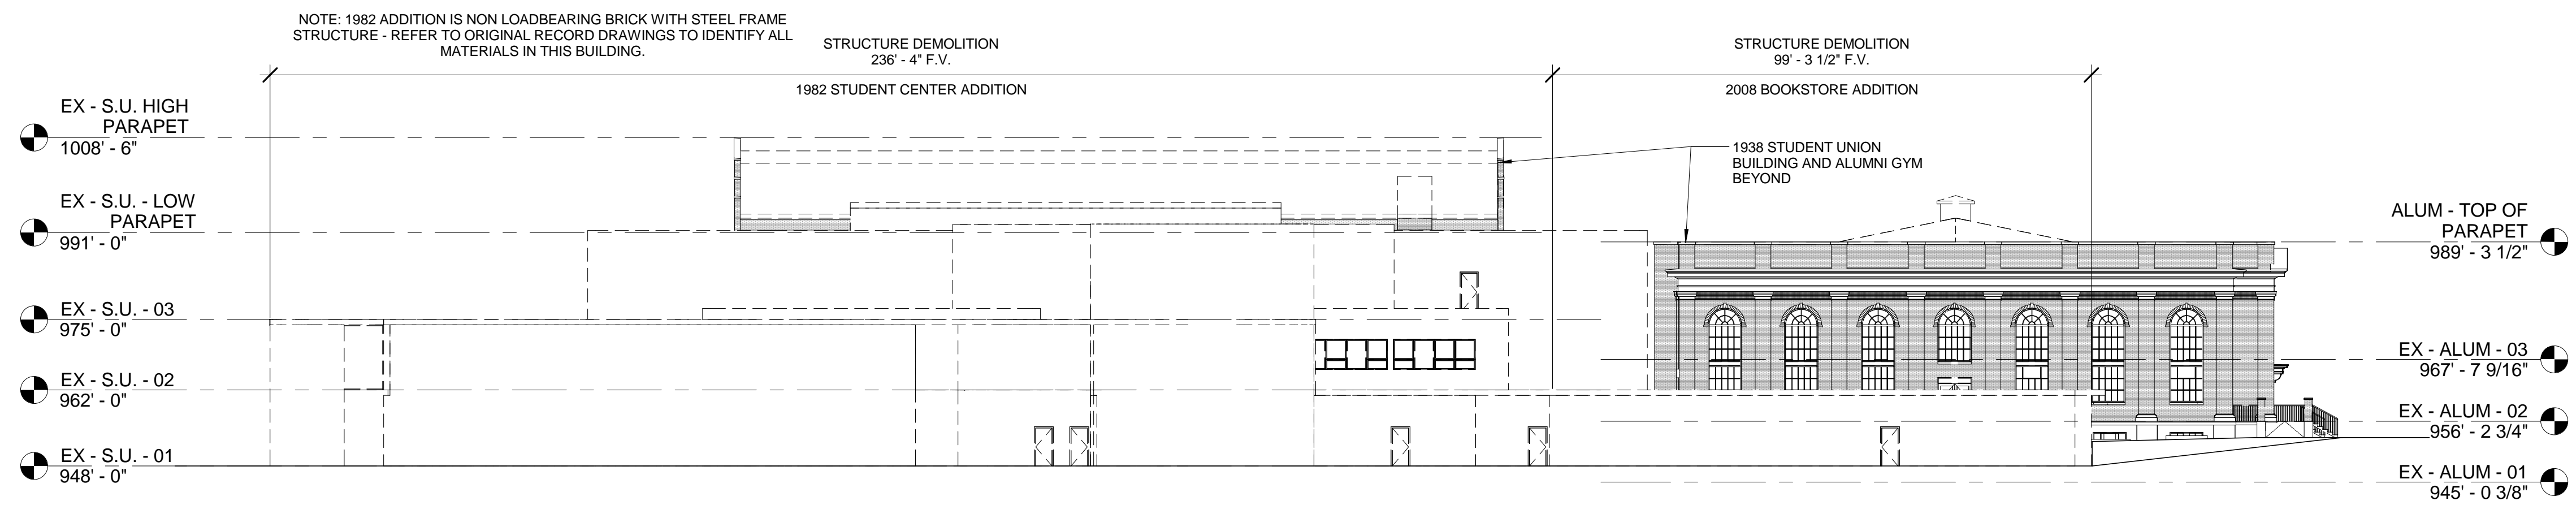 NOTE: 1982 ADDITION IS NON LOADBEARING BRICK WITH STEEL FRAME
STRUCTURE - REFER TO ORIGINAL RECORD DRAWINGS TO IDENTIFY ALL
MATERIALS IN THIS BUILDING.
STRUCTURE DEMOLITION
236' - 4" F.V.
1982 STUDENT CENTER ADDITION
STRUCTURE DEMOLITION
99' - 3 1/2" F.V.
2008 BOOKSTORE ADDITION
1938 STUDENT UNION
BUILDING AND ALUMNI GYM
BEYOND
EX - S.U. HIGH
PARAPET
1008' - 6"
EX - S.U. - LOW
PARAPET
991' - 0"
EX - S.U. - 03
975' - 0"
EX - S.U. - 02
962' - 0"
EX - S.U. - 01
948' - 0"
ALUM - TOP OF
PARAPET
989' - 3 1/2"
EX - ALUM - 03
967' - 7 9/16"
EX - ALUM - 02
956' - 2 3/4"
EX - ALUM - 01
945' - 0 3/8"